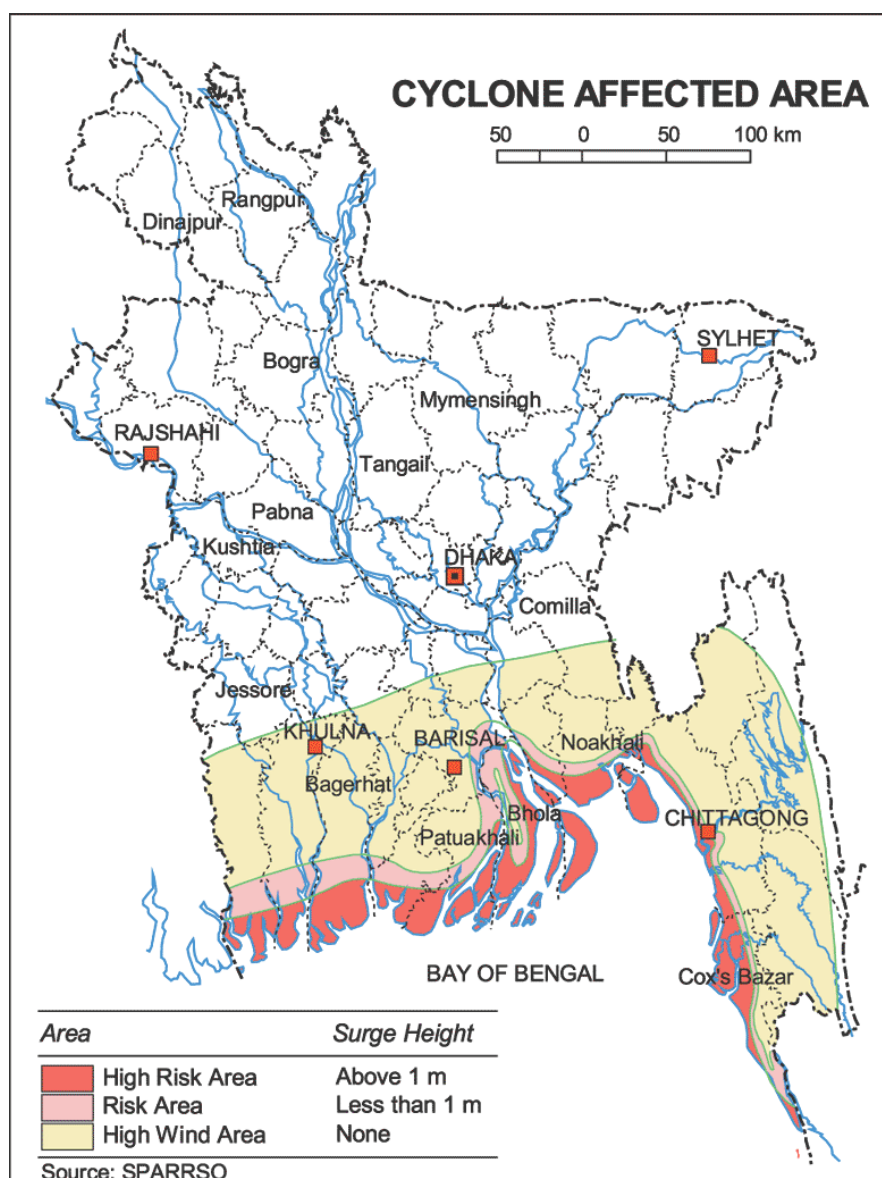 CYCLONE AFFECTED AREA
50 0 50 100 km
Rangpur
Dinajpur
SYLHET
Bogra
Mymensingh
RAJSHAHI
Tangail
Pabna
Kushtia
DHAKA
Comilla
Jessore
KHULNA
BARISAL
Noakhali
Bagerhat
Bhola
CHITTAGONG
Patuakhali
BAY OF BENGAL
Cox's Bazar
Area Surge Height
High Risk Area Above 1 m
Risk Area Less than 1 m
High Wind Area None
Source: SPARRSO